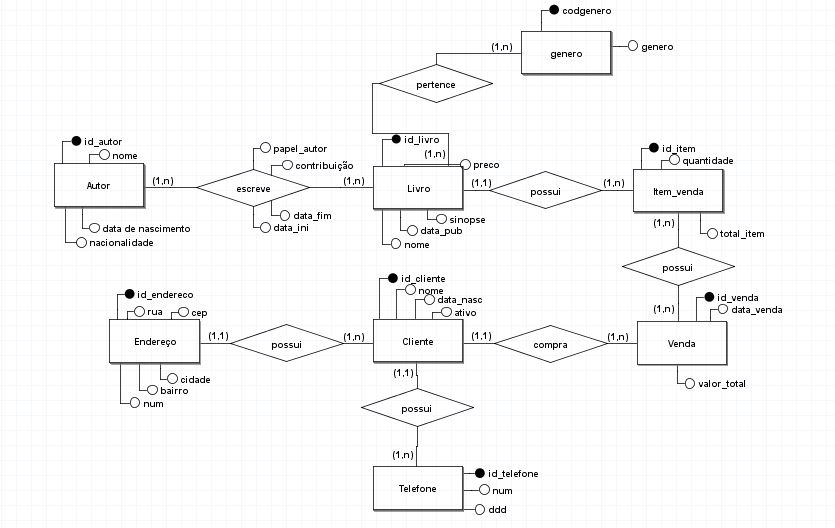 codgenero
(1,n)
genero
genero
pertence
id_autor
nome
Autor
(1,n)
data de nascimento
nacionalidade
papel_autor
contribuição
escreve
data_fim
data_ini
(1,n)
id_livro
(1,n)
preco
Livro
sinopse
data_pub
nome
(1,1)
possui
(1,n)
id_item
quantidade
Item_venda
total_item
(1,n)
possui
(1,n)
id_endereco
rua
cep
Endereço
cidade
bairro
num
(1,1)
possui
(1,n)
id_cliente
nome
data_nasc
ativo
Cliente
(1,1)
compra
(1,n)
id_venda
data_venda
Venda
valor_total
(1,1)
possui
(1,n)
Telefone
id_telefone
num
ddd